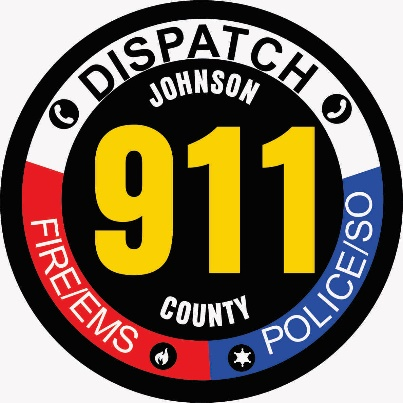 DISPATCH
JOHNSON
911
COUNTY
FIRE/EMS
POLICE/SO